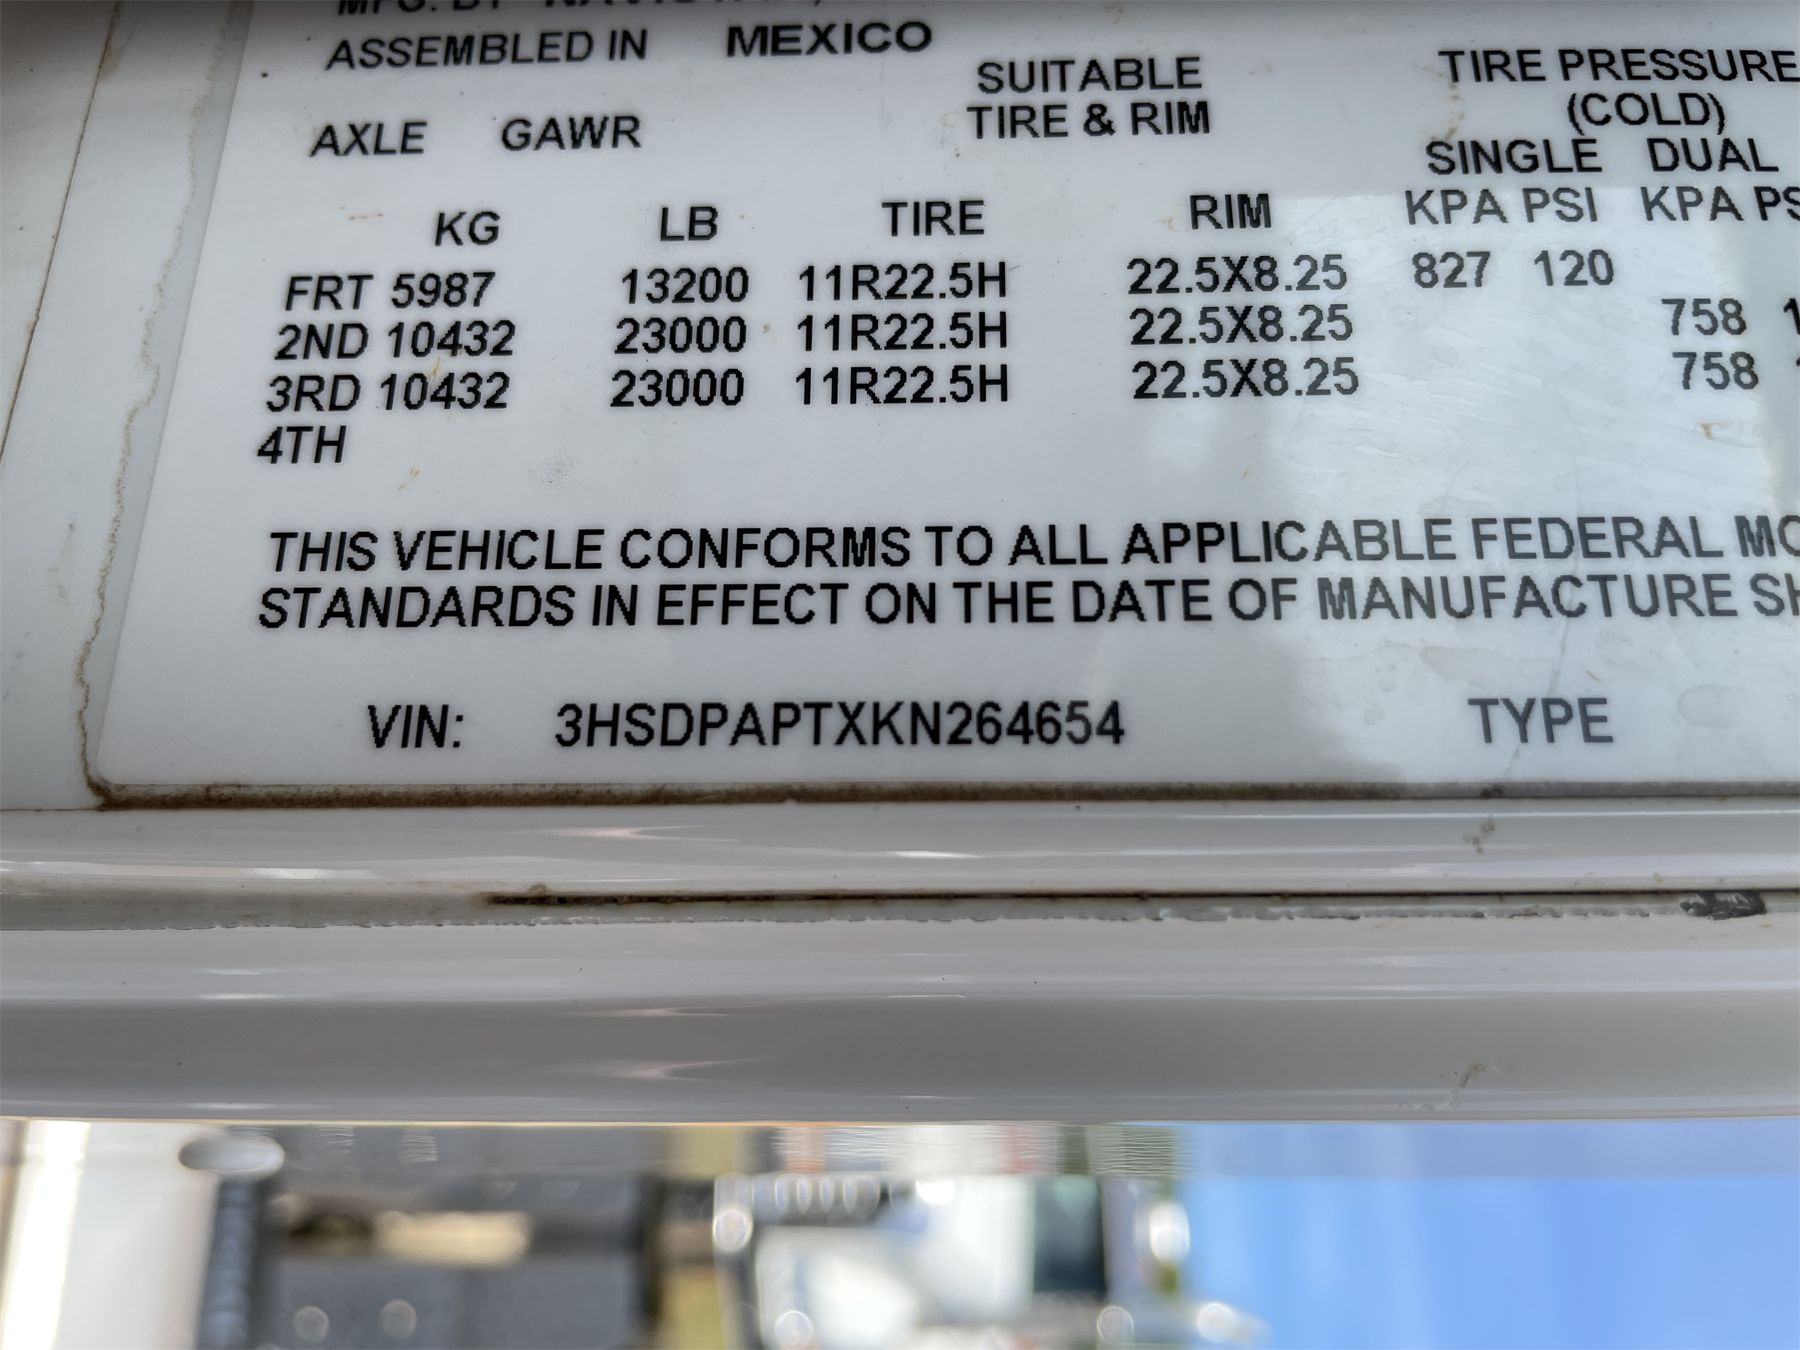 ASSEMBLED IN MEXICO
SUITABLE TIRE PRESSURE
AXLE GAWR TIRE & RIM (COLD)
SINGLE DUAL
KG LB TIRE RIM KPA PSI KPA
FRT 5987 13200 11R22.5H 22.5X8.25 827 120
2ND 10432 23000 11R22.5H 22.5X8.25 758
3RD 10432 23000 11R22.5H 22.5X8.25 758
4TH
THIS VEHICLE CONFORMS TO ALL APPLICABLE FEDERAL
STANDARDS IN EFFECT ON THE DATE OF MANUFACTURE
VIN: 3HSDPAPTXKN264654 TYPE